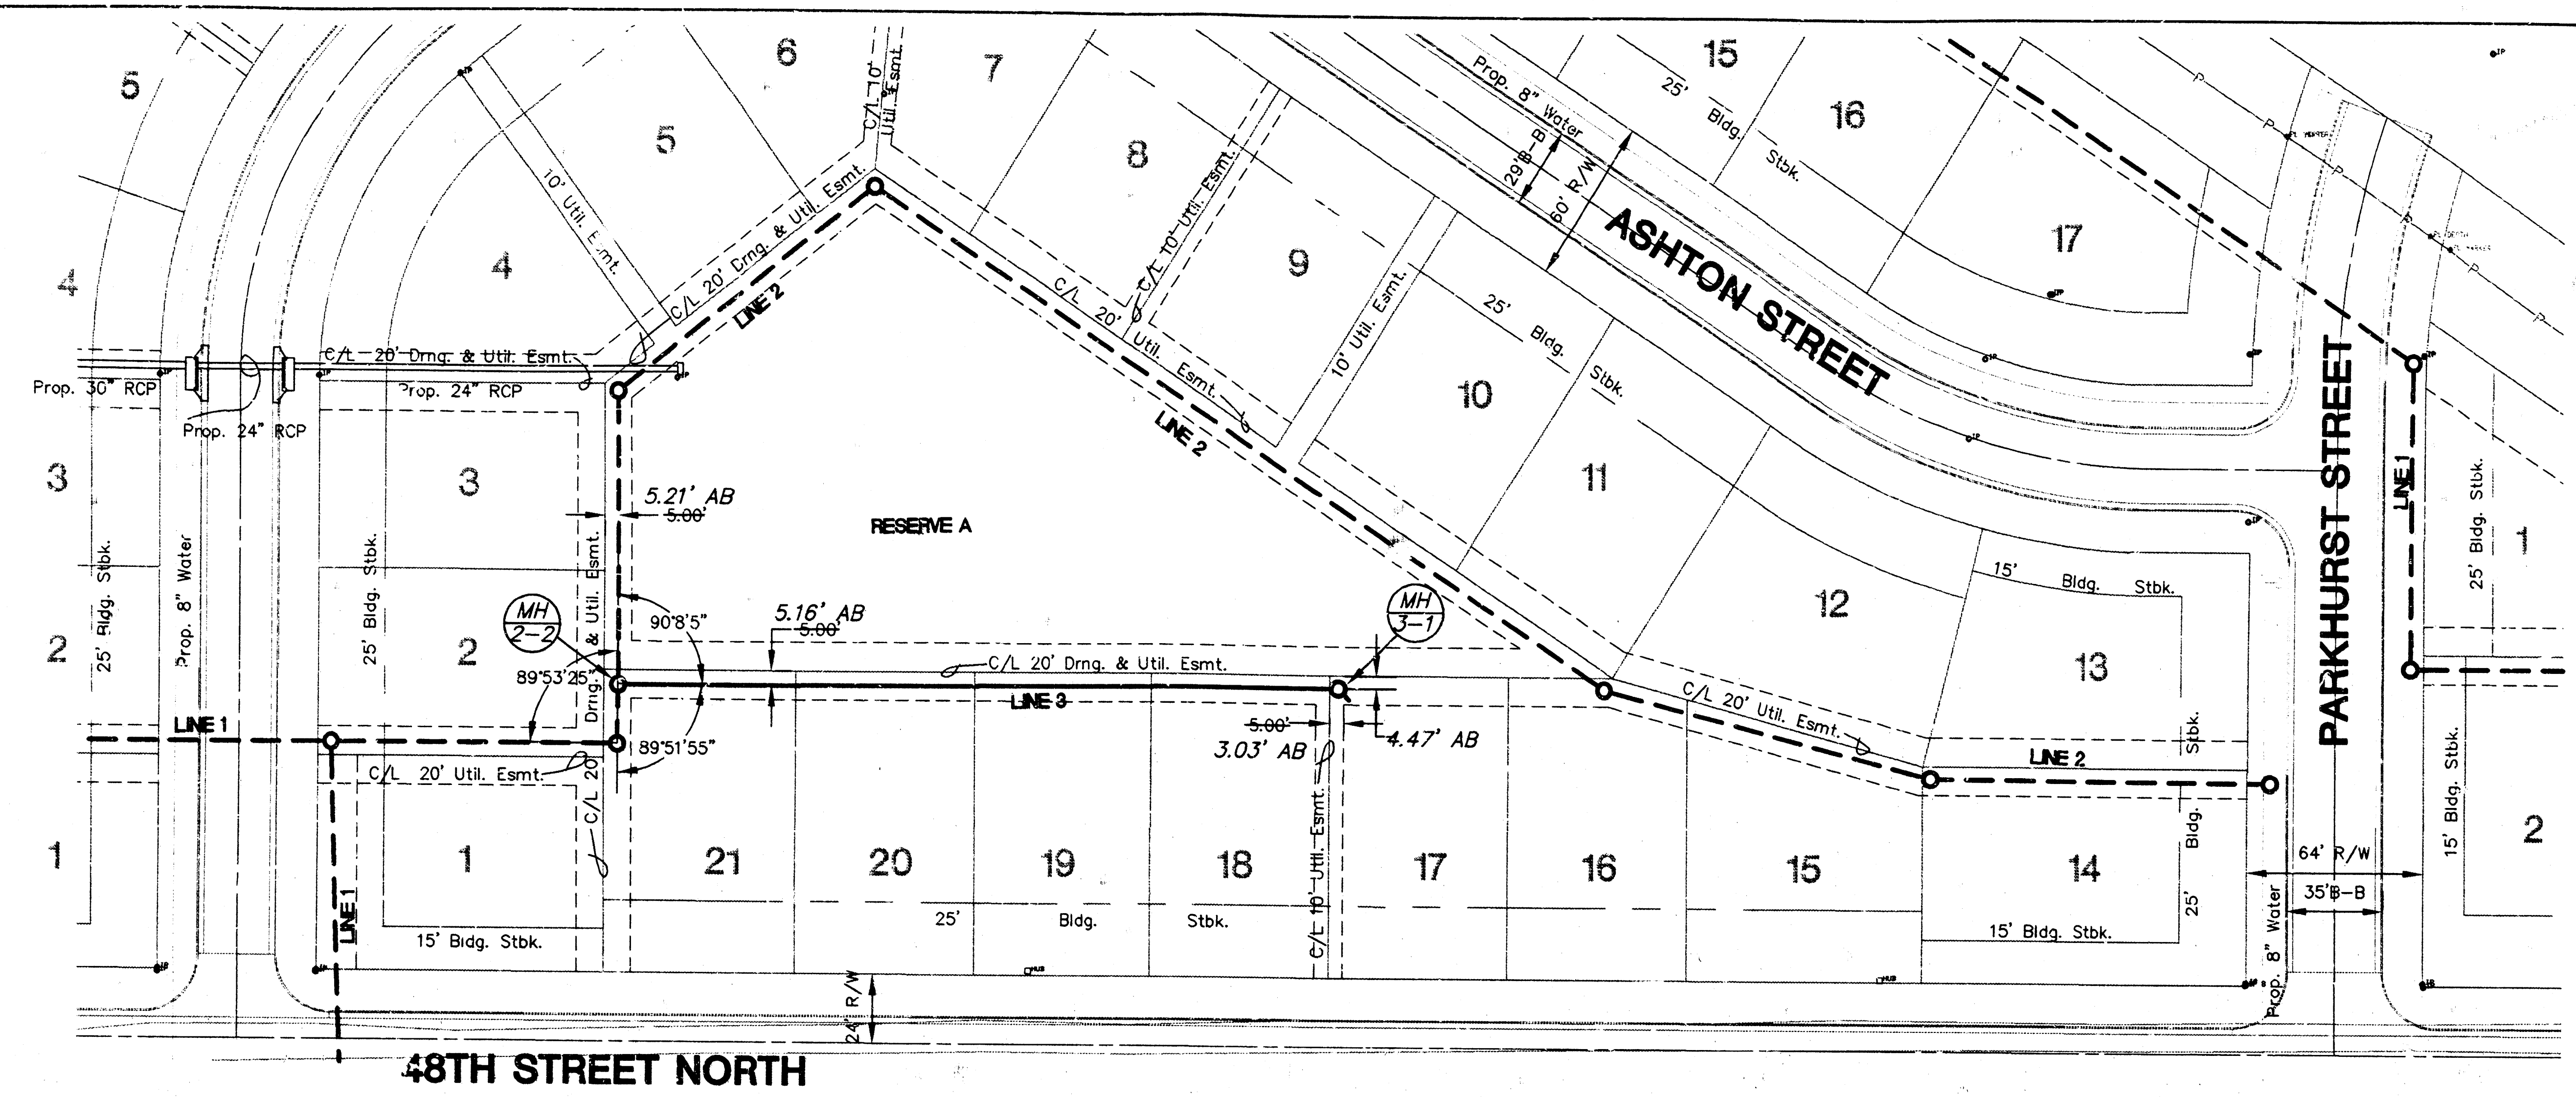 5
6
7
15
16
17
4
5
8
9
10
11
12
13
1
C/L 10'
Util. Esmt.
25' Bldg. Stbk.
Prop. 8" Water
29' B-B
60' R/W
ASHTON STREET
10' Util. Esmt.
C/L 20' Drng. & Util. Esmt.
LINE 2
C/L 10' Util. Esmt.
C/L 20' Util. Esmt.
LINE 2
10' Util. Esmt.
25' Bldg. Stbk.
4
C/L 20' Drng. & Util. Esmt.
Prop. 30" RCP
Prop. 24" RCP
Prop. 24" RCP
PARKHURST STREET
LINE 1
25' Bldg. Stbk.
3
3
5.21' AB
5.00'
RESERVE A
25' Bldg. Stbk.
Prop. 8" Water
25' Bldg. Stbk.
C/L 20' Drng. & Util. Esmt.
15' Bldg. Stbk.
MH
2-2
90°8'5"
5.16' AB
5.00'
MH
3-1
2
2
89°53'25"
C/L 20' Drng. & Util. Esmt.
LINE 3
C/L 20' Util. Esmt.
LINE 1
89°51'55"
5.00'
3.03' AB
4.47' AB
LINE 2
C/L 20' Util. Esmt.
1
1
21
20
19
18
17
16
15
14
2
25' Bldg. Stbk.
15' Bldg. Stbk.
64' R/W
35' B-B
LINE 1
15' Bldg. Stbk.
25' Bldg. Stbk.
C/L 10' Util. Esmt.
15' Bldg. Stbk.
Prop. 8" Water
HUB
HUB
24' R/W
48TH STREET NORTH